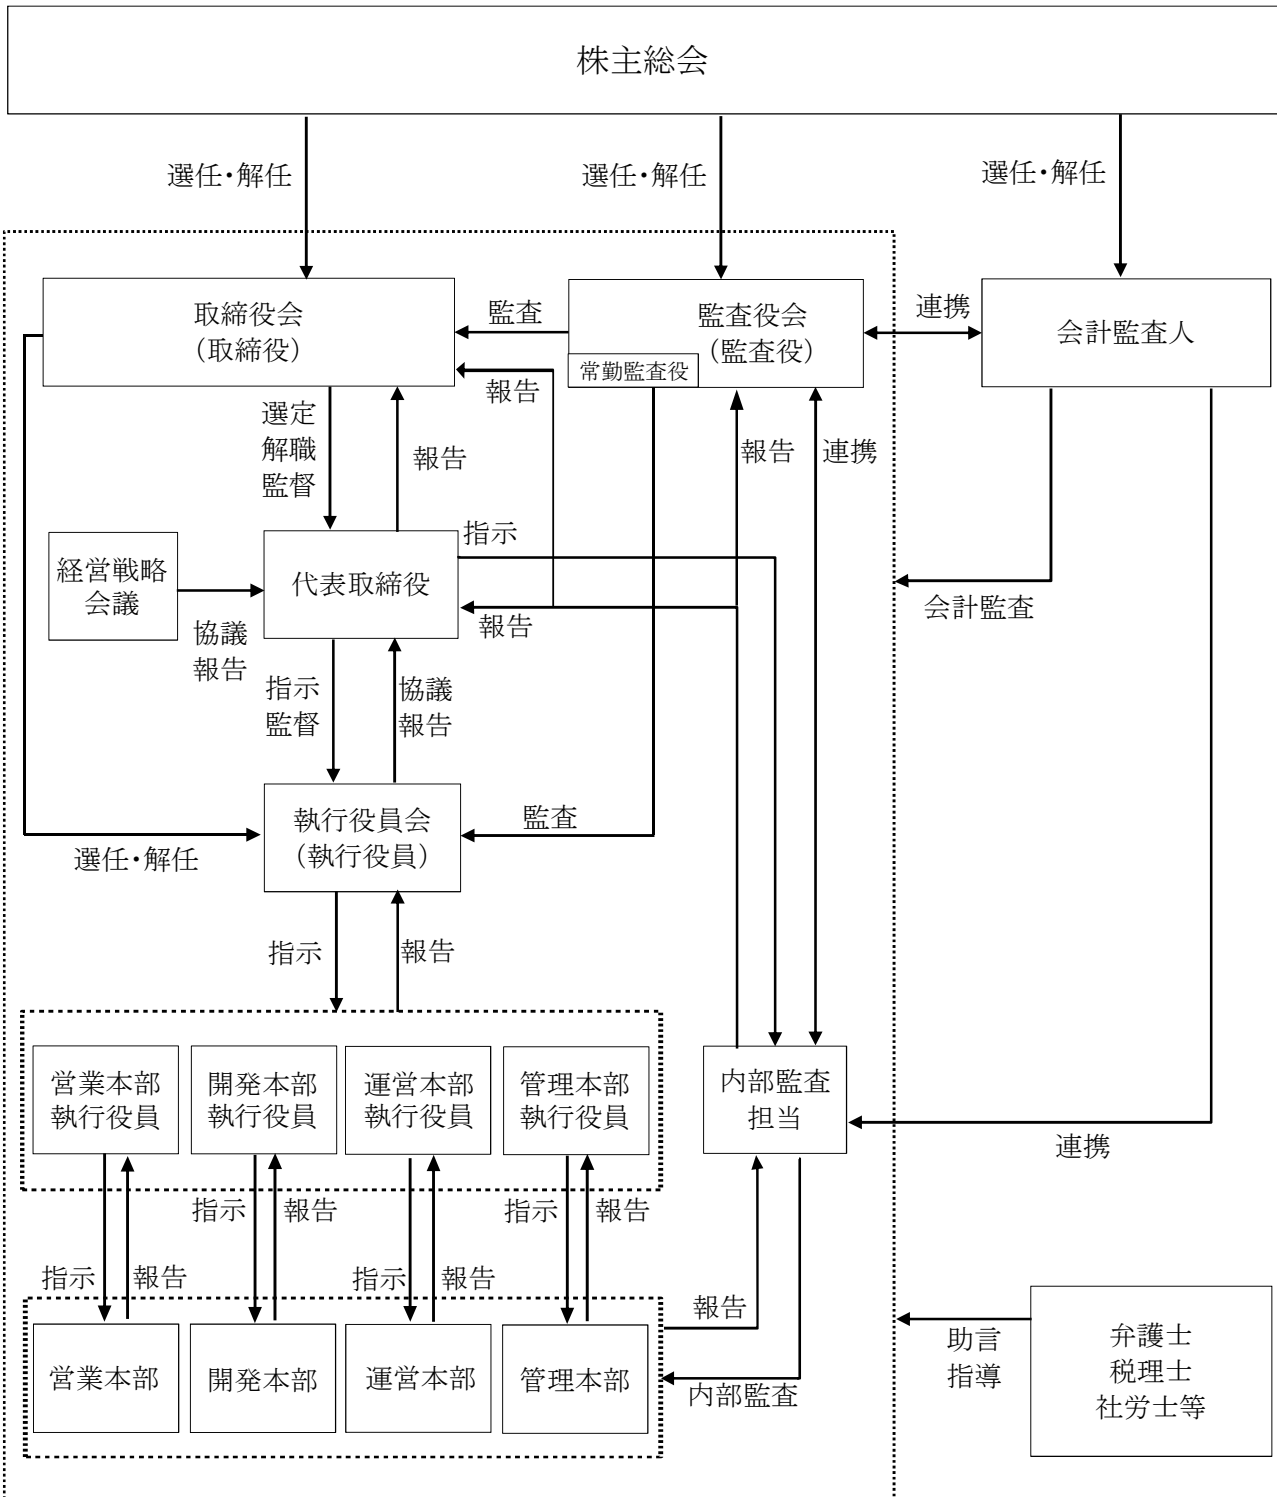 株主総会
選任・解任
選任・解任
選任・解任
取締役会
(取締役)
監査
監査役会
(監査役)
常勤監査役
連携
会計監査人
報告
選定
解職
監督
報告
報告
連携
指示
経営戦略
会議
代表取締役
報告
会計監査
協議
報告
指示
監督
協議
報告
執行役員会
(執行役員)
監査
選任・解任
指示
報告
営業本部
執行役員
開発本部
執行役員
運営本部
執行役員
管理本部
執行役員
内部監査
担当
連携
指示
報告
指示
報告
指示
報告
指示
報告
報告
営業本部
開発本部
運営本部
管理本部
内部監査
助言
指導
弁護士
税理士
社労士等